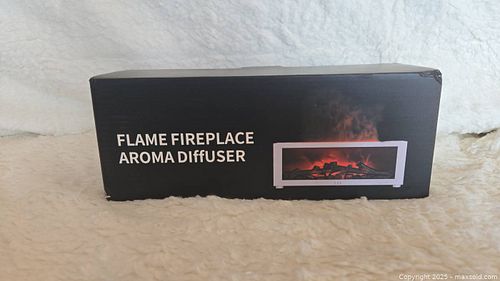 FLAME FIREPLACE
AROMA DIffUSER
Copyright © 2025 - maxsold.com